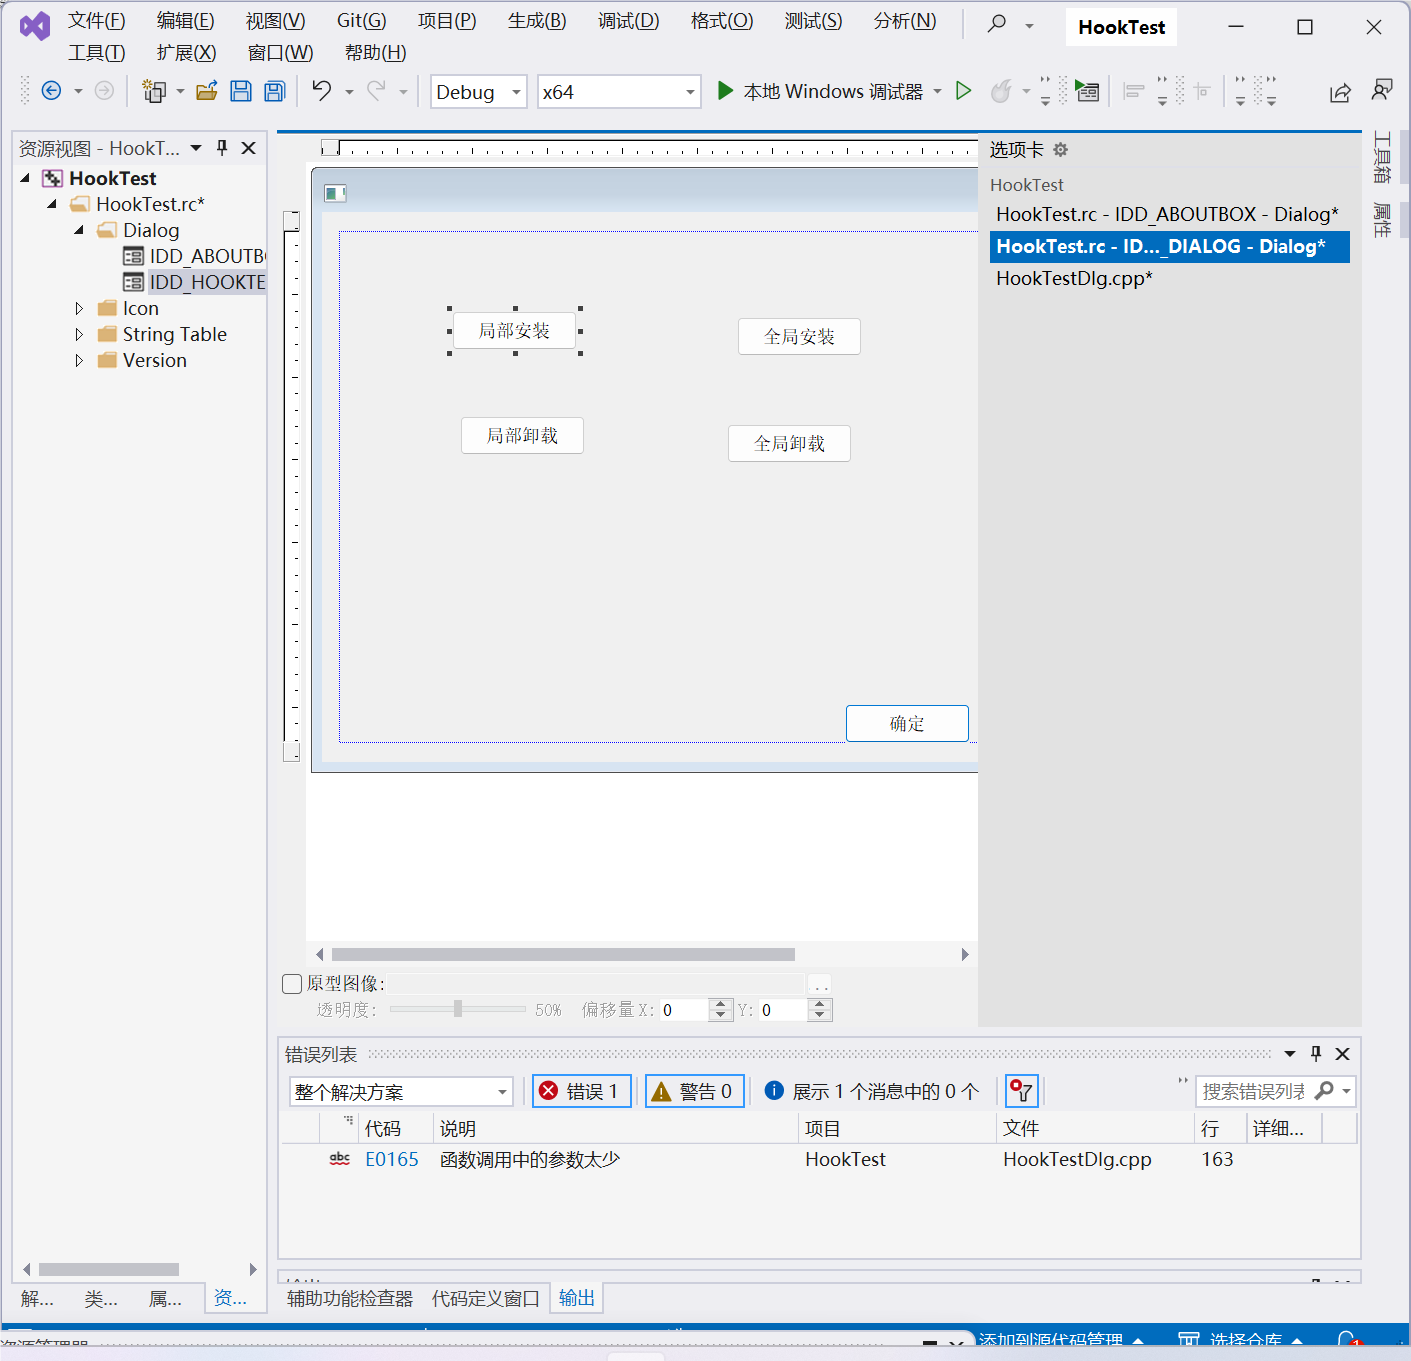 文件(F) 编辑(E) 视图(V) Git(G) 项目(P) 生成(B) 调试(D) 格式(O) 测试(S) 分析(N)
HookTest
工具(T) 扩展(X) 窗口(W) 帮助(H)
Debug x64 本地 Windows 调试器
资源视图 - HookT...
HookTest
HookTest.rc*
Dialog
IDD_ABOUTB
IDD_HOOKTE
Icon
String Table
Version
局部安装
全局安装
局部卸载
全局卸载
确定
选项卡
HookTest
HookTest.rc - IDD_ABOUTBOX - Dialog*
HookTest.rc - ID..._DIALOG - Dialog*
HookTestDlg.cpp*
工具箱
属性
原型图像: ..
透明度: 50% 偏移量 X: 0 Y: 0
错误列表
整个解决方案 错误 1 警告 0 展示 1 个消息中的 0 个 搜索错误列表
代码 说明 项目 文件 行 详细...
abc E0165 函数调用中的参数太少 HookTest HookTestDlg.cpp 163
解... 类... 属... 资...
辅助功能检查器 代码定义窗口 输出
添加到源代码管理 选择仓库 1